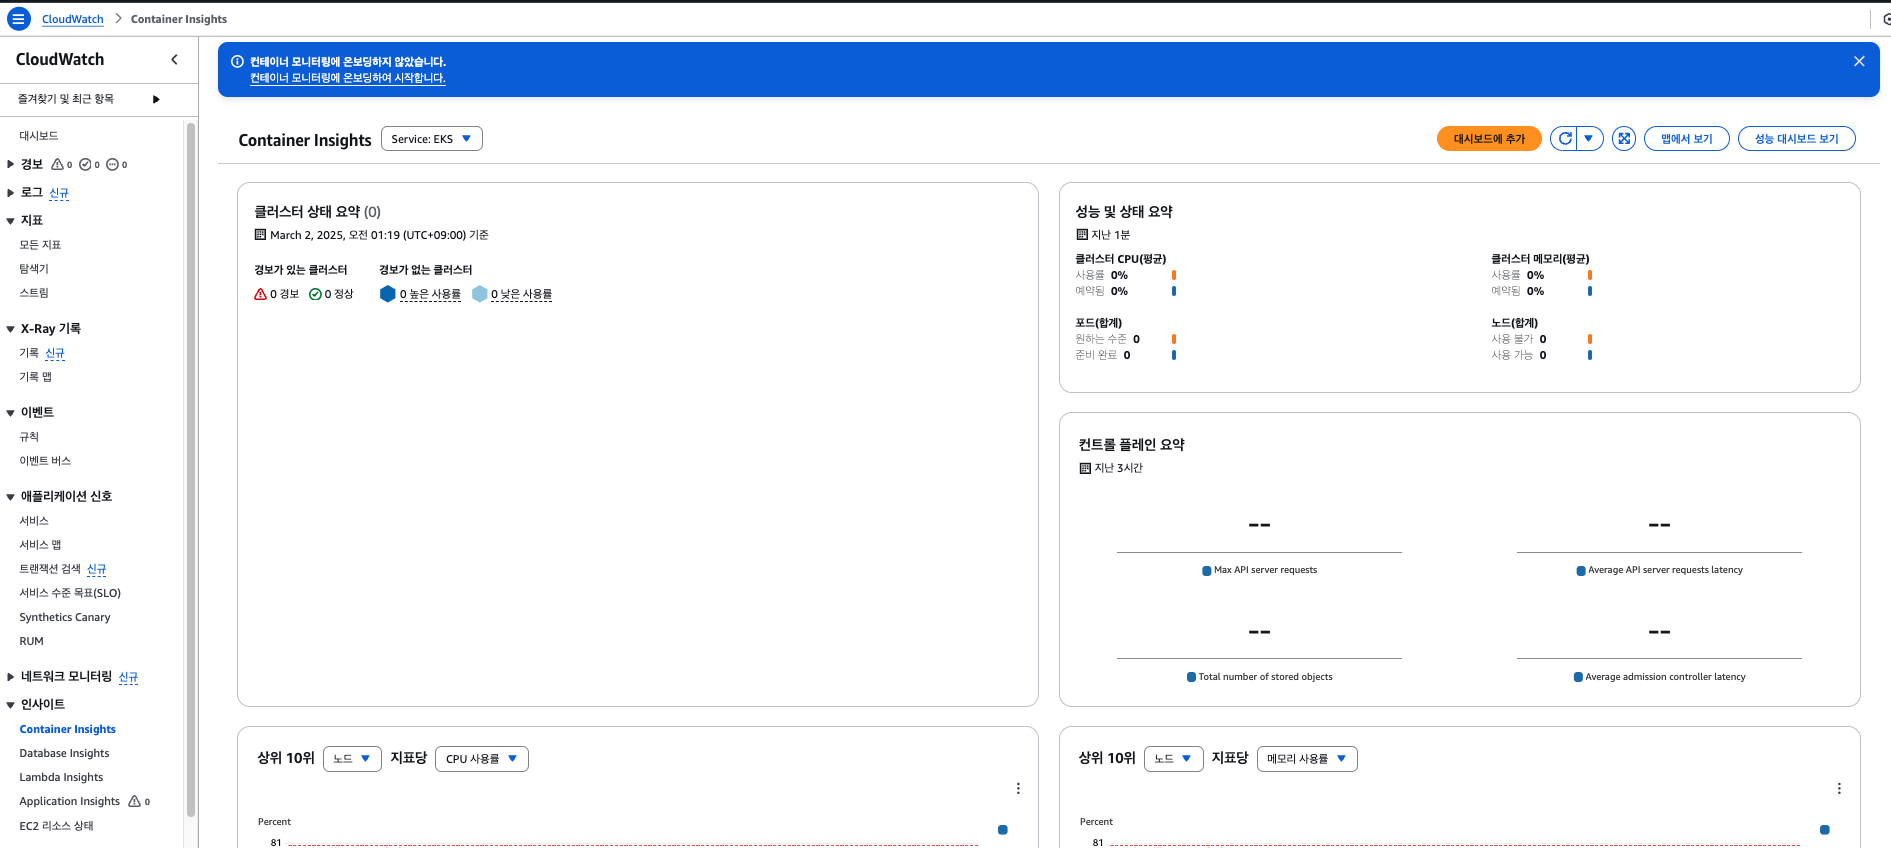 CloudWatch > Container Insights
CloudWatch
즐겨찾기 및 최근 항목
대시보드
경보 0 0 0
로그 신규
지표
모든 지표
탐색기
스트림
X-Ray 기록
기록 신규
기록 맵
이벤트
규칙
이벤트 버스
애플리케이션 신호
서비스
서비스 맵
트랜잭션 검색 신규
서비스 수준 목표(SLO)
Synthetics Canary
RUM
네트워크 모니터링 신규
인사이트
Container Insights
Database Insights
Lambda Insights
Application Insights 0
EC2 리소스 상태
컨테이너 모니터링에 온보딩하지 않았습니다.
컨테이너 모니터링에 온보딩하여 시작합니다.
Container Insights Service: EKS
대시보드에 추가 맵에서 보기 성능 대시보드 보기
클러스터 상태 요약 (0)
March 2, 2025, 오전 01:19 (UTC+09:00) 기준
경보가 있는 클러스터 경보가 없는 클러스터
0 경보 0 정상 0 높은 사용률 0 낮은 사용률
성능 및 상태 요약
지난 1분
클러스터 CPU(평균)
사용률 0%
예약됨 0%
클러스터 메모리(평균)
사용률 0%
예약됨 0%
포드(합계)
원하는 수준 0
준비 완료 0
노드(합계)
사용 불가 0
사용 가능 0
컨트롤 플레인 요약
지난 3시간
-- --
Max API server requests Average API server requests latency
-- --
Total number of stored objects Average admission controller latency
상위 10위 노드 지표당 CPU 사용률
Percent
81
상위 10위 노드 지표당 메모리 사용률
Percent
81